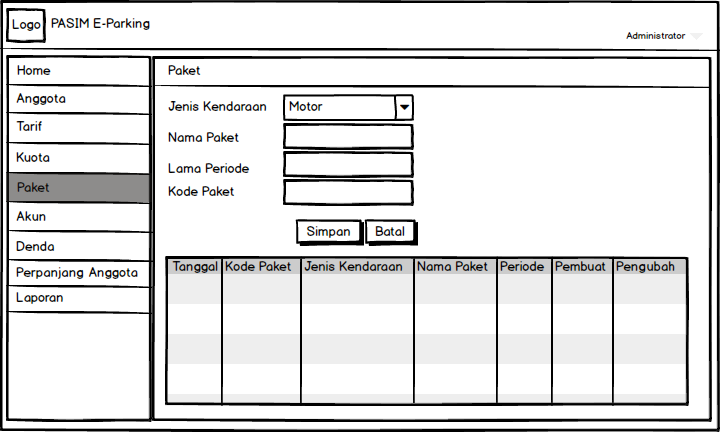 Logo PASIM E-Parking
Administrator
Home
Anggota
Tarif
Kuota
Paket
Akun
Denda
Perpanjang Anggota
Laporan
Paket
Jenis Kendaraan Motor
Nama Paket
Lama Periode
Kode Paket
Simpan Batal
Tanggal Kode Paket Jenis Kendaraan Nama Paket Periode Pembuat Pengubah